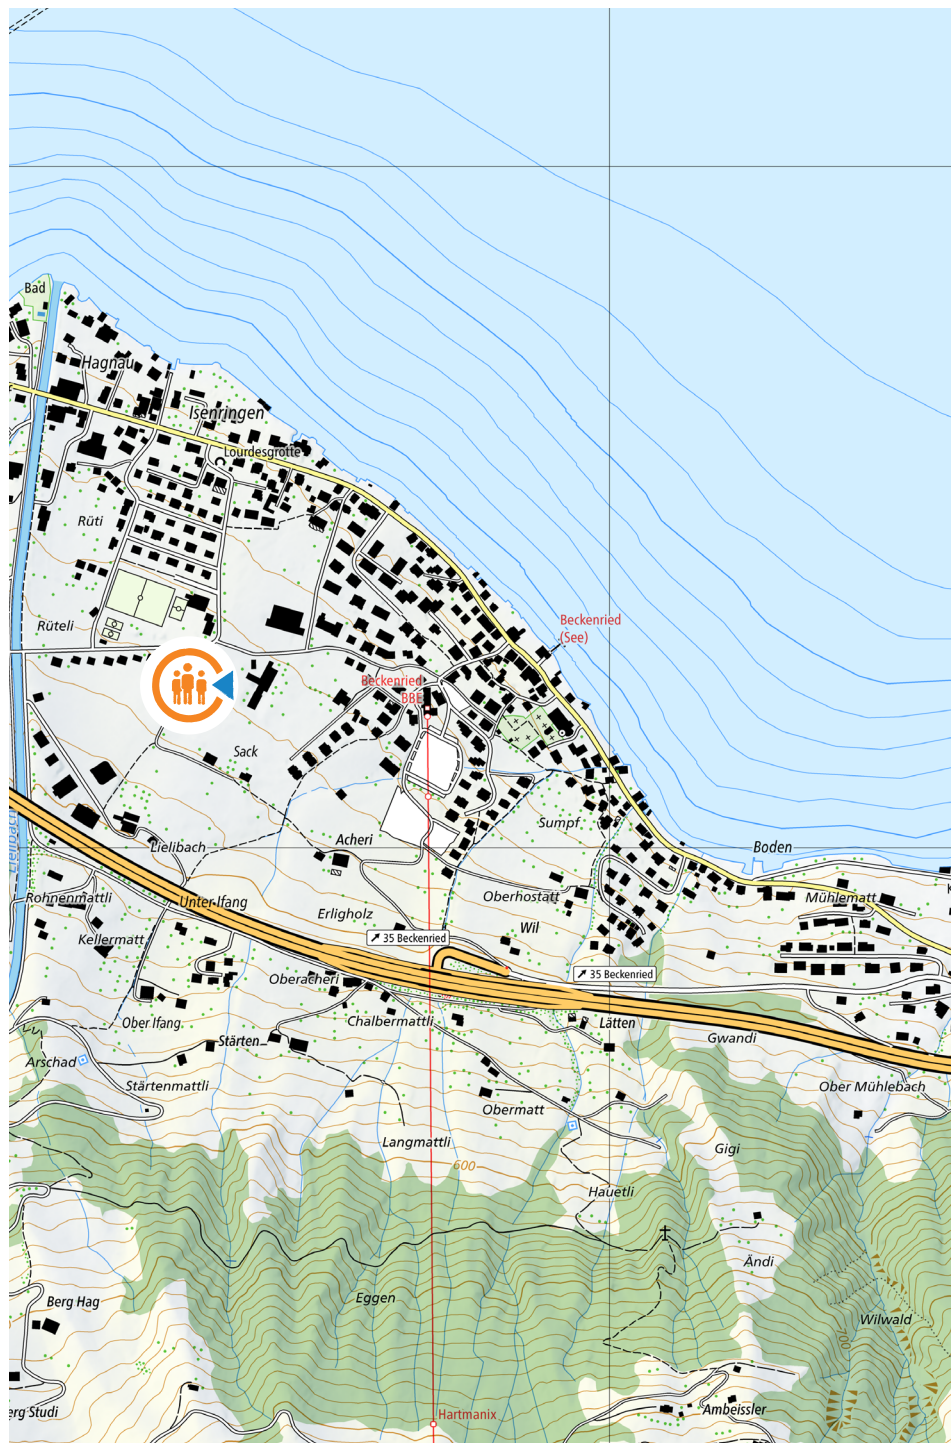 Bad
Hagnau
Isenringen
Lourdesgrotte
Rüti
Rüteli
Beckenried
(See)
Beckenried
BBE
Sack
Lielibach
Acheri
Sumpf
Boden
Lielibach
Rohnenmattli
Unter Ifang
Erligholz
Oberhostatt
Mühlematt
Kellermatt
Wil
35 Beckenried
35 Beckenried
Oberacheri
Ober Ifang
Chalbermattli
Lätten
Stärten
Gwandi
Arschad
Stärtenmattli
Obermatt
Ober Mühlebach
Langmattli
600
Gigi
Hauetli
Ändi
Berg Hag
Eggen
Wilwald
700
erg Studi
Hartmanix
Ambeissler